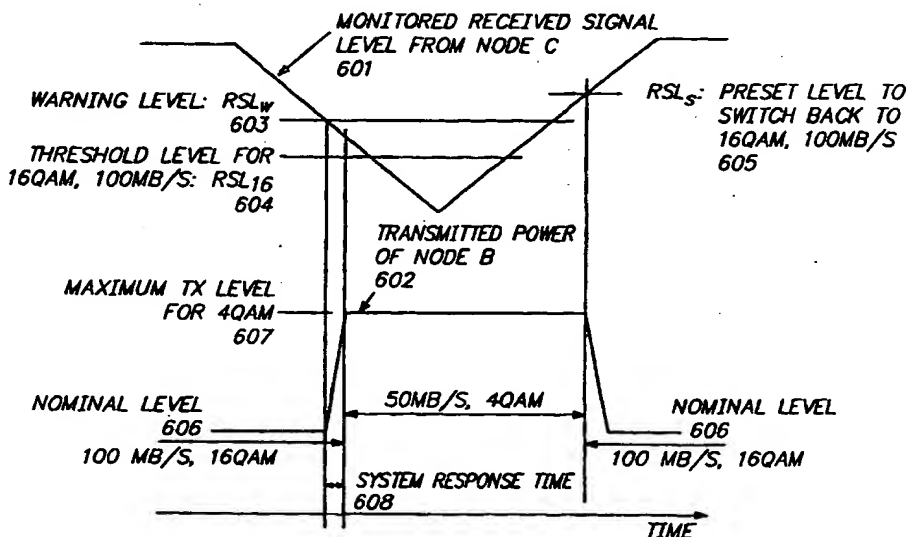 MONITORED RECEIVED SIGNAL
LEVEL FROM NODE C
601
WARNING LEVEL: RSLw
603
RSLs: PRESET LEVEL TO
SWITCH BACK TO
16QAM, 100MB/S
605
THRESHOLD LEVEL FOR
16QAM, 100MB/S: RSL16
604
TRANSMITTED POWER
OF NODE B
602
MAXIMUM TX LEVEL
FOR 4QAM
607
50MB/S, 4QAM
NOMINAL LEVEL
606
100 MB/S, 16QAM
NOMINAL LEVEL
606
100 MB/S, 16QAM
SYSTEM RESPONSE TIME
608
TIME